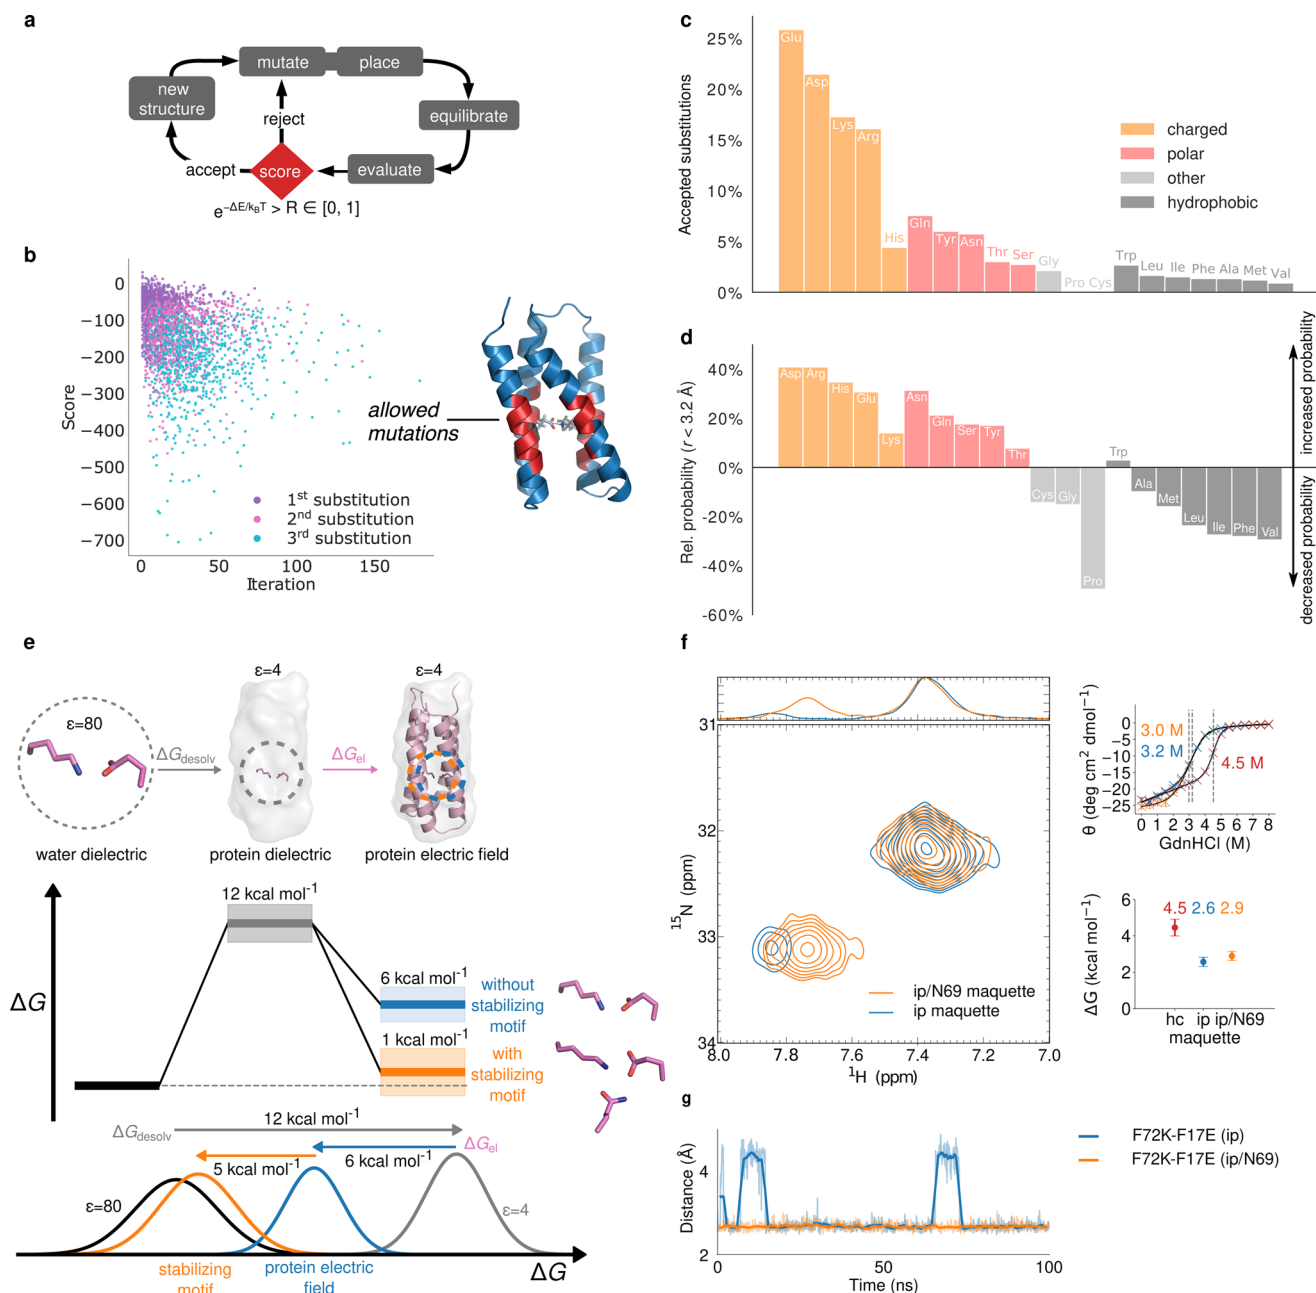 a
mutate
place
new
structure
equilibrate
reject
accept
score
evaluate
e−ΔE/kBT > R ∈ [0, 1]
b
0
−100
−200
−300
−400
−500
−600
−700
Score
0
50
100
150
Iteration
1st substitution
2nd substitution
3rd substitution
allowed
mutations
c
25%
20%
15%
10%
5%
0%
Accepted substitutions
Glu
Asp
Lys
Arg
His
Gln
Tyr
Asn
Thr
Ser
Gly
Pro
Cys
Trp
Leu
Ile
Phe
Ala
Met
Val
charged
polar
other
hydrophobic
d
40%
20%
0%
-20%
-40%
-60%
Rel. probability (r < 3.2 Å)
Asp
Arg
His
Glu
Lys
Asn
Gln
Ser
Tyr
Thr
Cys
Gly
Pro
Trp
Ala
Met
Leu
Ile
Phe
Val
increased probability
decreased probability
e
ε=80
ε=4
ε=4
ΔGdesolv
ΔGel
water dielectric
protein dielectric
protein electric field
12 kcal mol-1
ΔG
6 kcal mol-1
without
stabilizing
motif
1 kcal mol-1
with
stabilizing
motif
12 kcal mol-1
ΔGdesolv
ΔGel
5 kcal mol-1
6 kcal mol-1
ε=80
ε=4
stabilizing
motif
protein electric
field
ΔG
f
31
32
33
34
15N (ppm)
8.0
7.8
7.6
7.4
7.2
7.0
1H (ppm)
ip/N69 maquette
ip maquette
0
−5
−10
−15
−20
−25
θ (deg cm2 dmol−1)
3.0 M
3.2 M
4.5 M
0 1 2 3 4 5 6 7 8
GdnHCl (M)
6
4
2
0
ΔG (kcal mol−1)
4.5 2.6 2.9
hc ip ip/N69
maquette
g
4
2
Distance (Å)
0
50
100
Time (ns)
F72K-F17E (ip)
F72K-F17E (ip/N69)